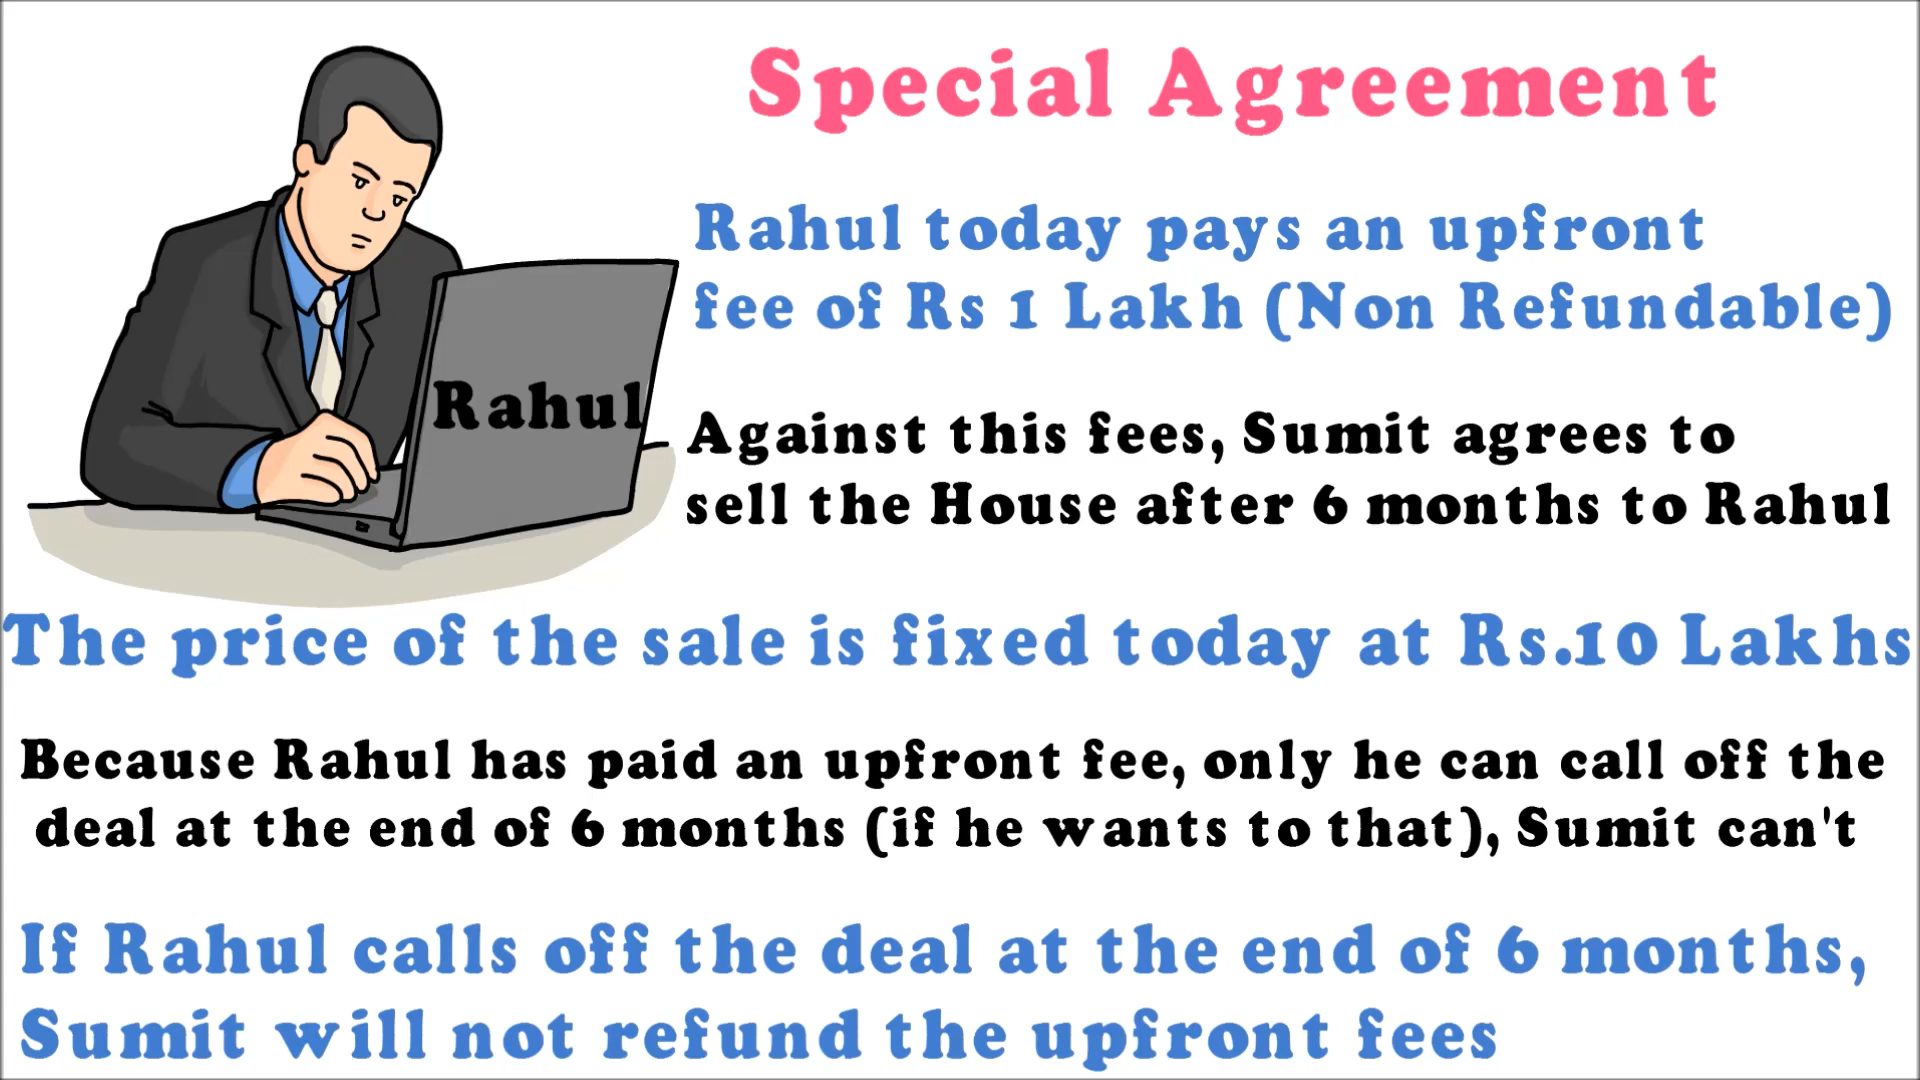 Special Agreement
Rahul today pays an upfront
fee of Rs 1 Lakh (Non Refundable)
Rahul
Against this fees, Sumit agrees to
sell the House after 6 months to Rahul
The price of the sale is fixed today at Rs.10 Lakhs
Because Rahul has paid an upfront fee, only he can call off the
deal at the end of 6 months (if he wants to that), Sumit can't
If Rahul calls off the deal at the end of 6 months,
Sumit will not refund the upfront fees